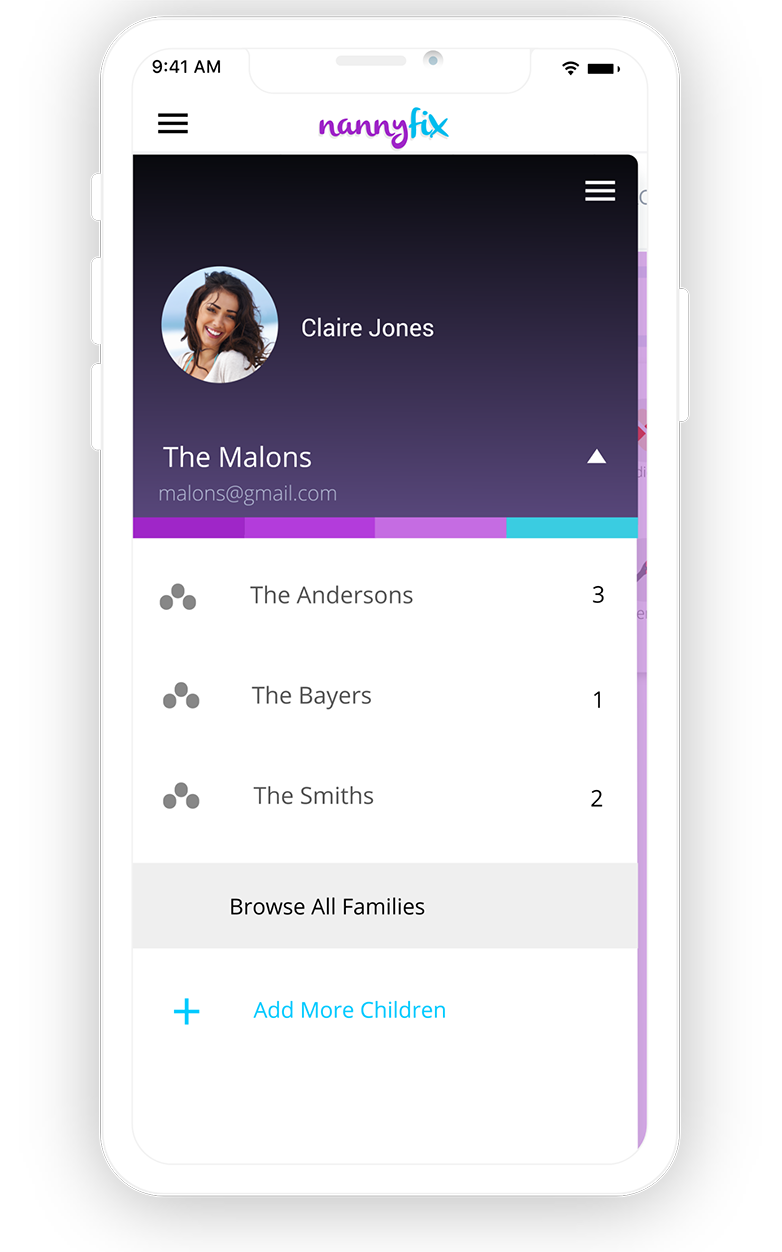 9:41 AM
nannyfix
Claire Jones
The Malons
malons@gmail.com
The Andersons 3
The Bayers 1
The Smiths 2
Browse All Families
+ Add More Children